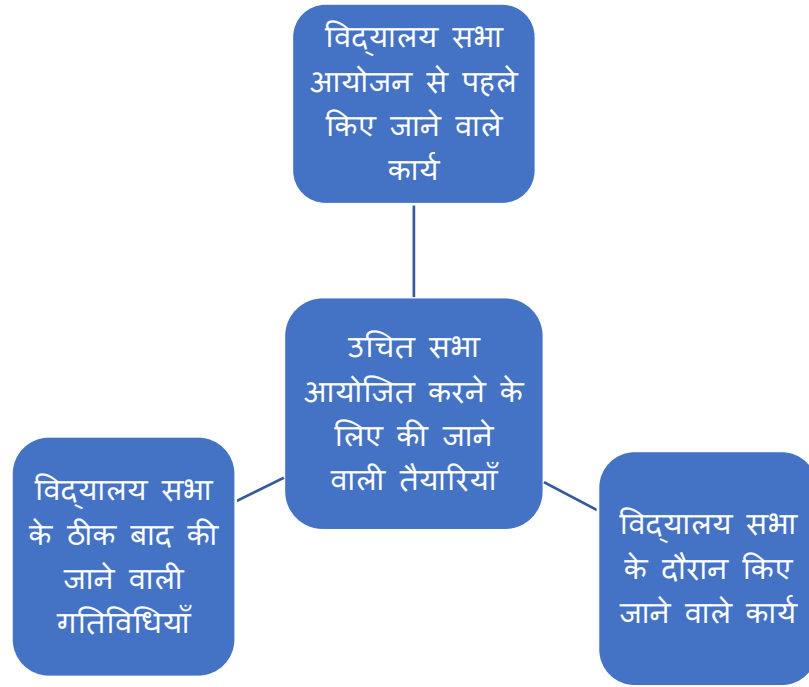 विद्यालय सभा
आयोजन से पहले
किए जाने वाले
कार्य
उचित सभा
आयोजित करने के
लिए की जाने
वाली तैयारियाँ
विद्यालय सभा
के ठीक बाद की
जाने वाली
गतिविधियाँ
विद्यालय सभा
के दौरान किए
जाने वाले कार्य